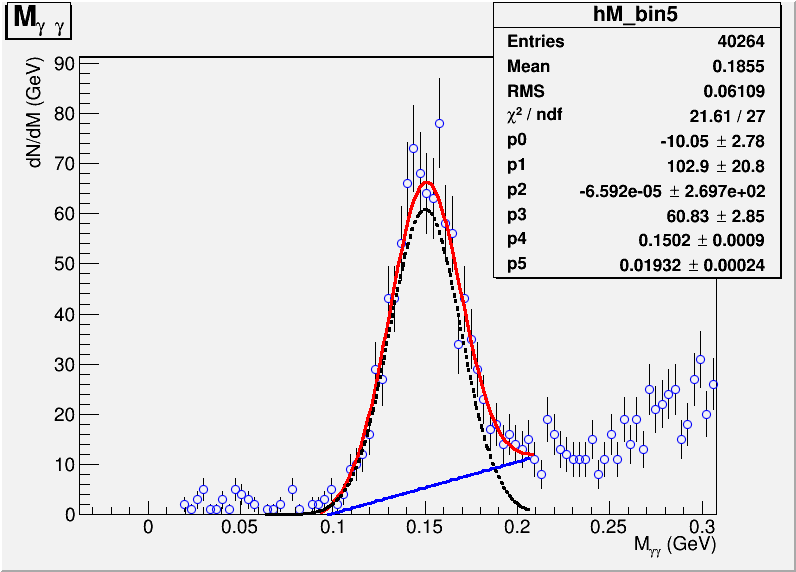 Mγ γ
hM_bin5
Entries 40264
Mean 0.1855
RMS 0.06109
χ² / ndf 21.61 / 27
p0 -10.05 ± 2.78
p1 102.9 ± 20.8
p2 -6.592e-05 ± 2.697e+02
p3 60.83 ± 2.85
p4 0.1502 ± 0.0009
p5 0.01932 ± 0.00024
dN/dM (GeV)
90
80
70
60
50
40
30
20
10
0
0 0.05 0.1 0.15 0.2 0.25 0.3
Mγγ (GeV)